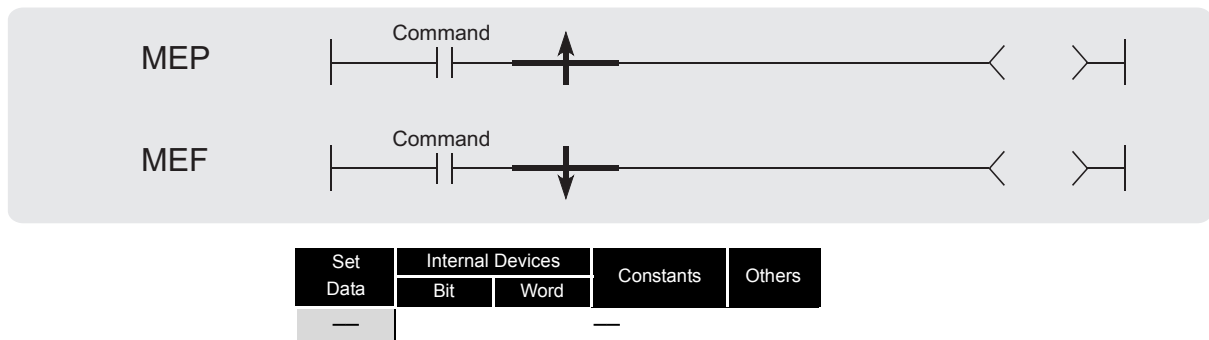 MEP
Command
MEF
Command
Set Data
Internal Devices
Constants
Others
Bit
Word
—
—